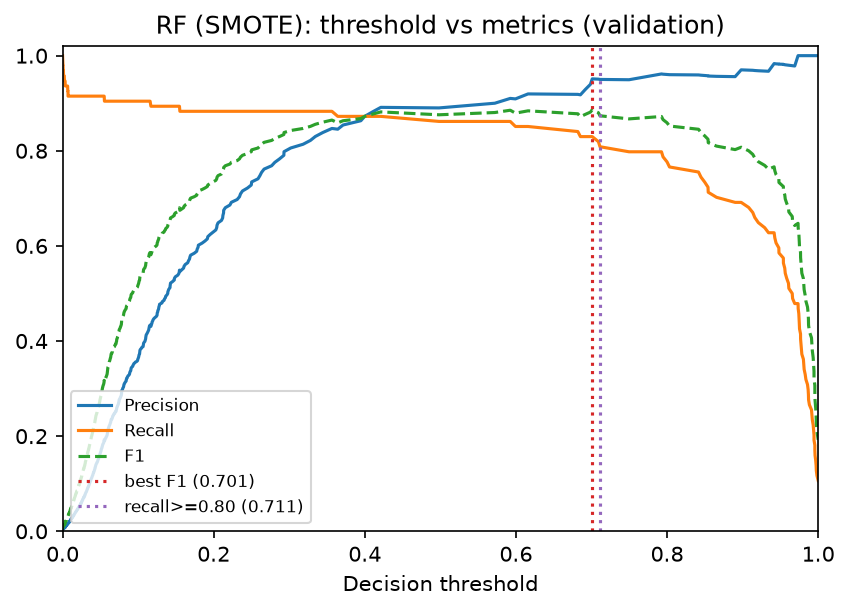 RF (SMOTE): threshold vs metrics (validation)
1.0
0.8
0.6
0.4
0.2
0.0
Precision
Recall
F1
best F1 (0.701)
recall>=0.80 (0.711)
0.0 0.2 0.4 0.6 0.8 1.0
Decision threshold